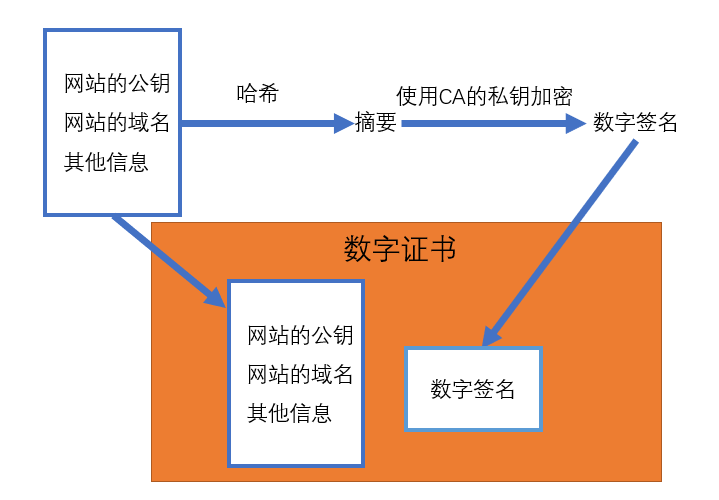 网站的公钥
网站的域名
其他信息
哈希
摘要
使用CA的私钥加密
数字签名
数字证书
网站的公钥
网站的域名
其他信息
数字签名